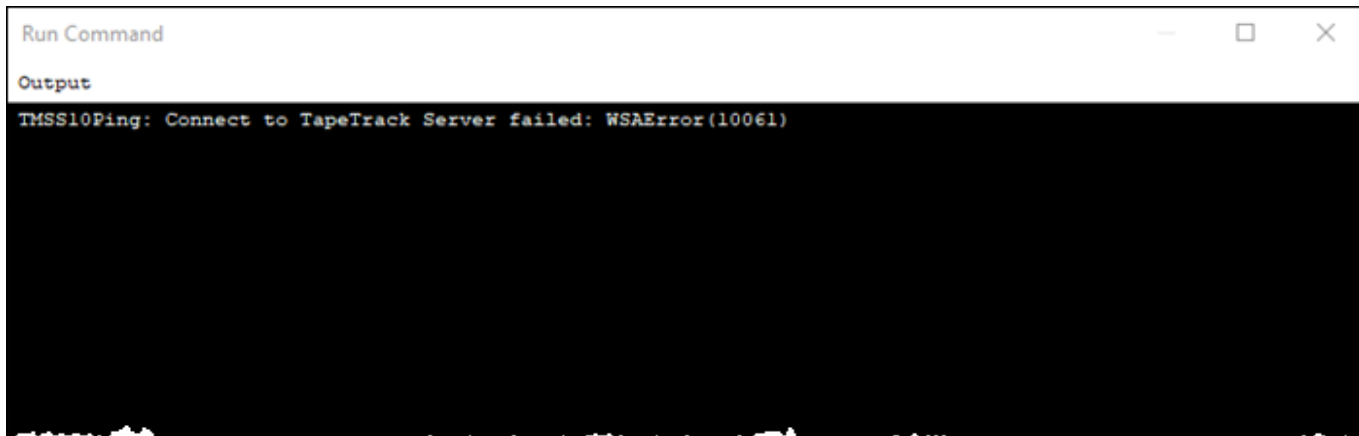 Run Command
Output
TMSS10Ping: Connect to TapeTrack Server failed: WSAError(10061)